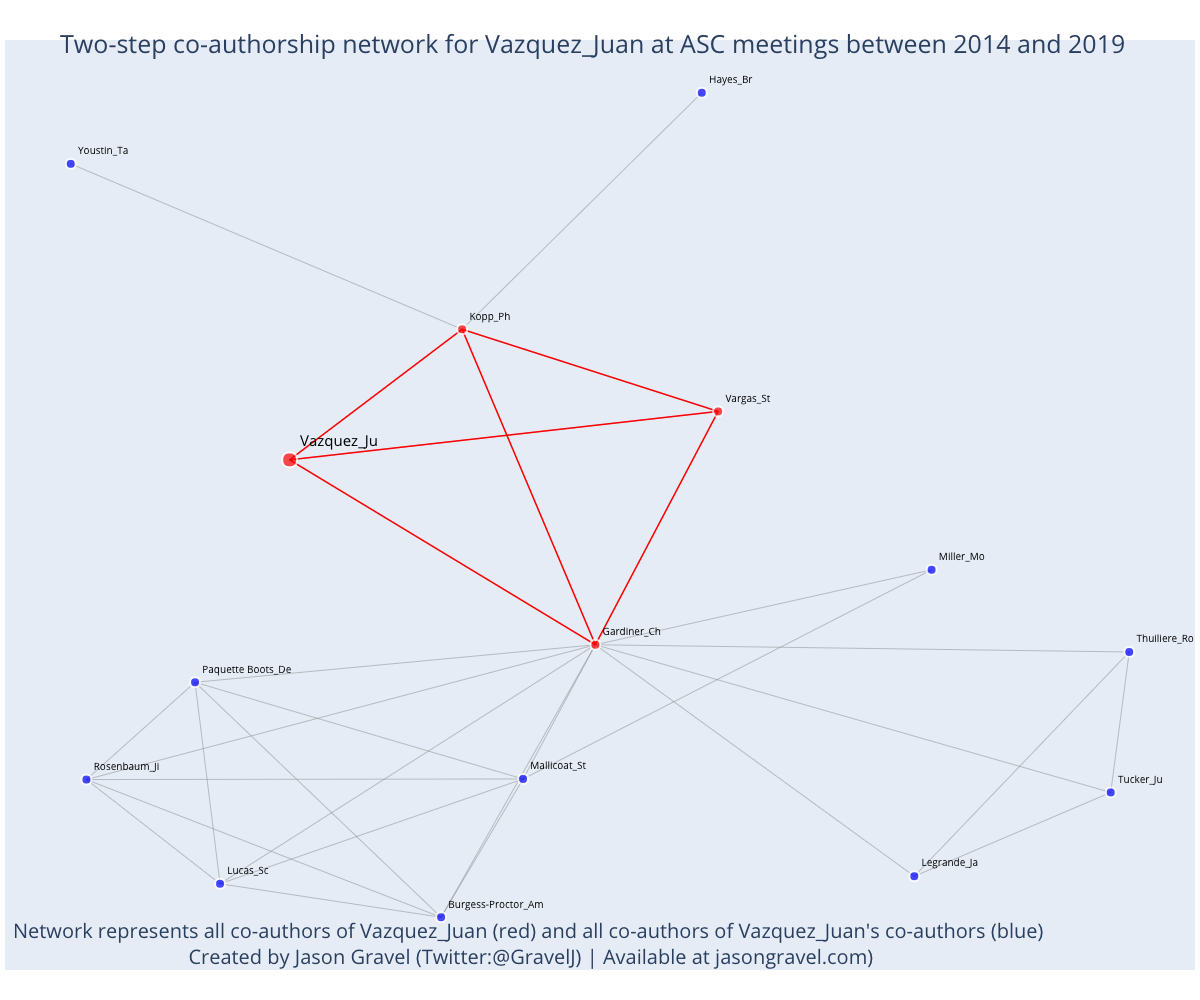 Two-step co-authorship network for Vazquez_Juan at ASC meetings between 2014 and 2019
Hayes_Br
Youstin_Ta
Kopp_Ph
Vargas_St
Vazquez_Ju
Miller_Mo
Gardiner_Ch
Thuiliere_Ro
Paquette Boots_De
Rosenbaum_Ji
Mallicoat_St
Tucker_Ju
Legrande_Ja
Lucas_Sc
Burgess-Proctor_Am
Network represents all co-authors of Vazquez_Juan (red) and all co-authors of Vazquez_Juan's co-authors (blue)
Created by Jason Gravel (Twitter:@GravelJ) | Available at jasongravel.com)